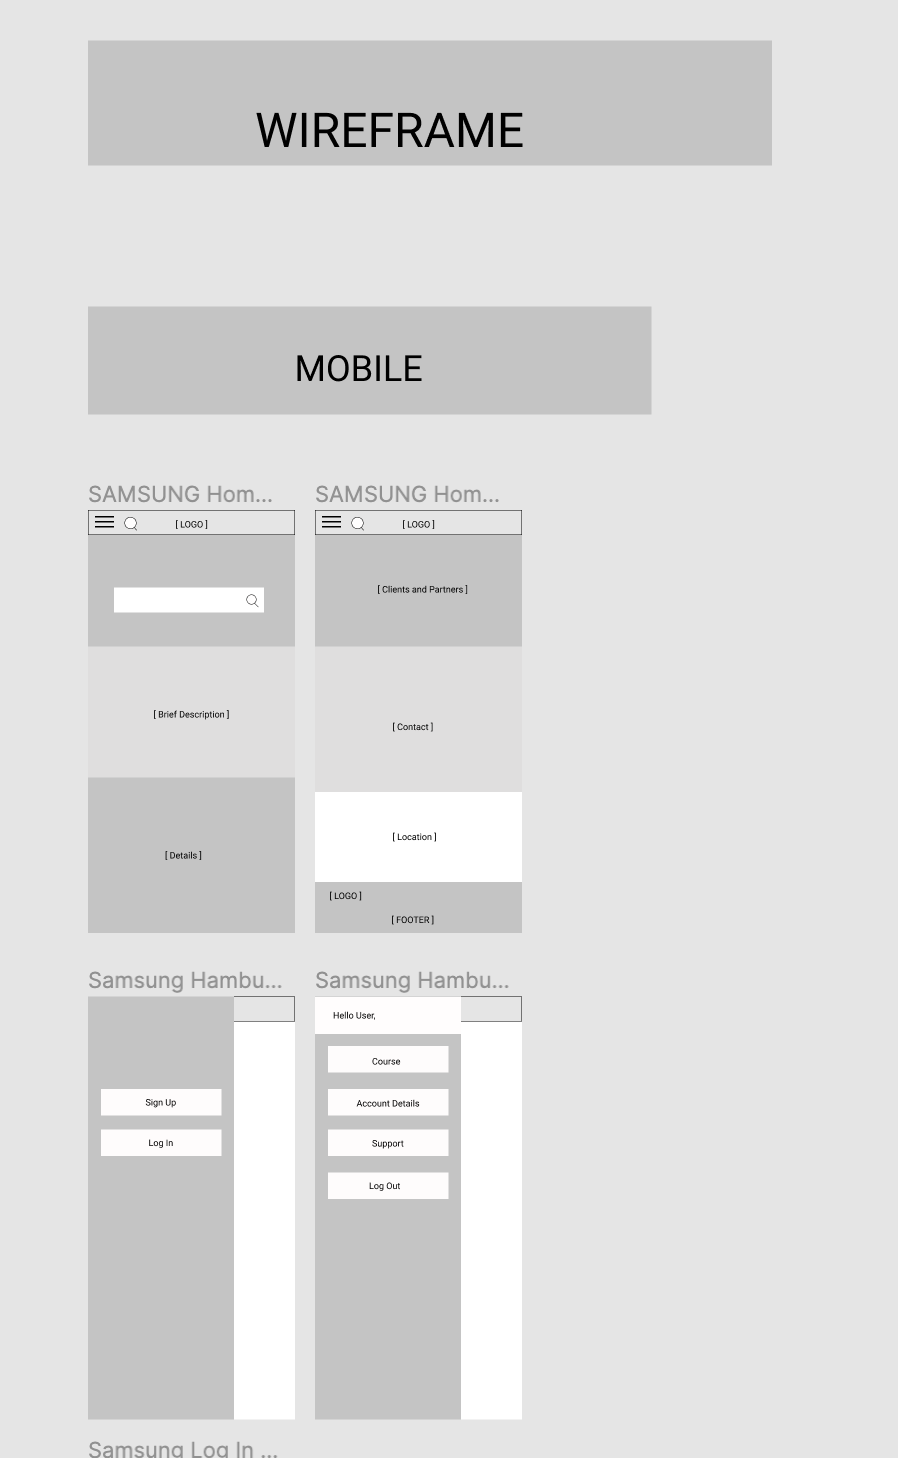 WIREFRAME
MOBILE
SAMSUNG Hom...
SAMSUNG Hom...
[ LOGO ]
[ Brief Description ]
[ Details ]
[ LOGO ]
[ Clients and Partners ]
[ Contact ]
[ Location ]
[ LOGO ]
[ FOOTER ]
Samsung Hambu...
Samsung Hambu...
Sign Up
Log In
Hello User,
Course
Account Details
Support
Log Out
Samsung Log In ...